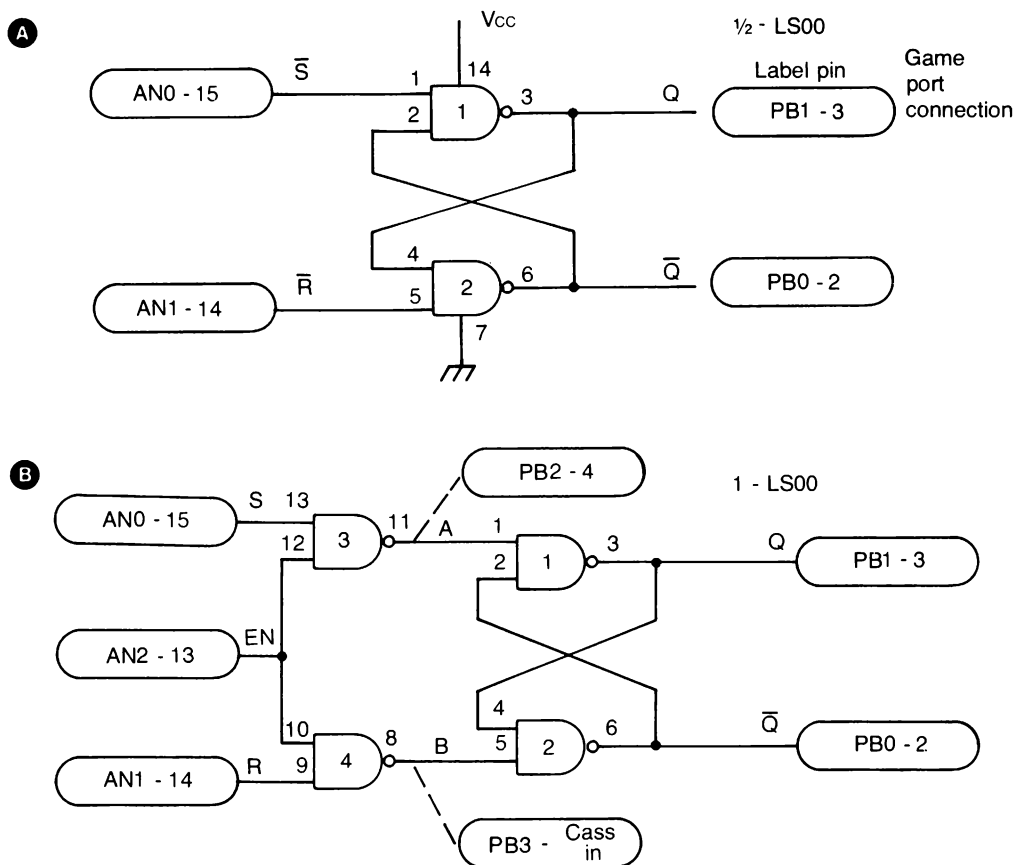 A
VCC
½ - LS00
S̅
14
Label pin
Game
port
connection
AN0 - 15
1
3
Q
PB1 - 3
1
2
4
R̅
6
Q̅
PB0 - 2
AN1 - 14
5
2
7
B
PB2 - 4
1 - LS00
S
13
AN0 - 15
11
A
1
3
Q
12
3
2
1
PB1 - 3
EN
AN2 - 13
10
8
B
4
6
Q̅
5
2
PB0 - 2
AN1 - 14
R
9
4
PB3 - Cass
in